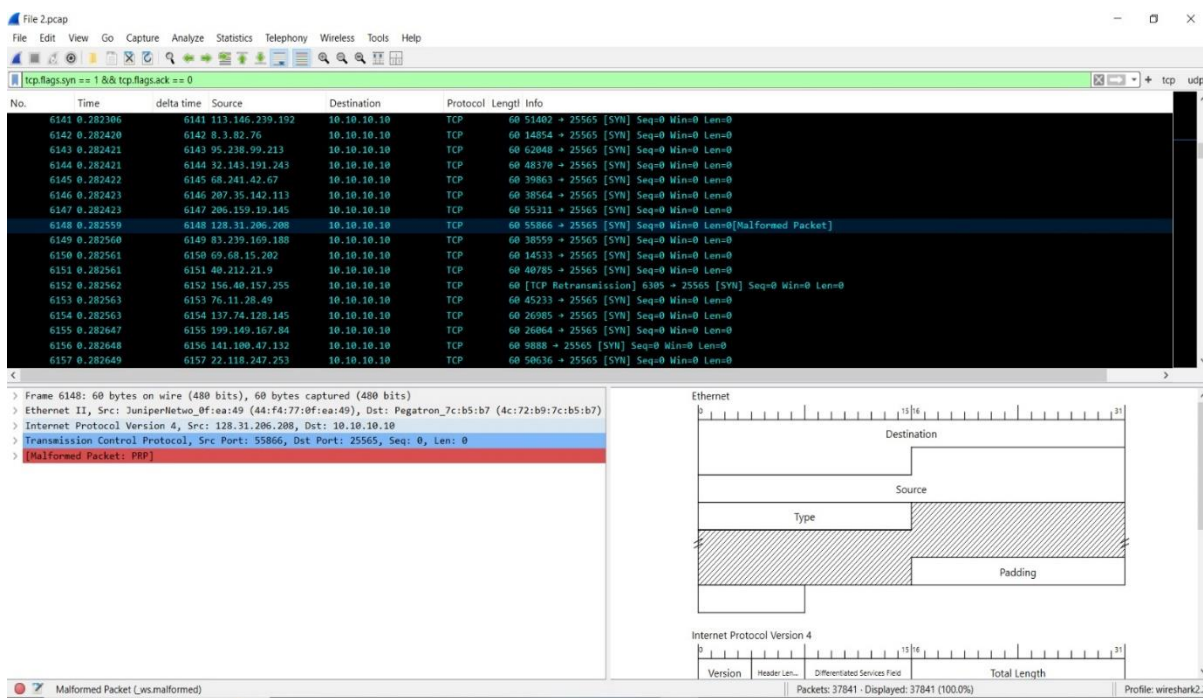 File 2.pcap
File Edit View Go Capture Analyze Statistics Telephony Wireless Tools Help
tcp.flags.syn == 1 && tcp.flags.ack == 0 + tcp udp
No. Time delta time Source Destination Protocol Lengtl Info
6141 0.282306 6141 113.146.239.192 10.10.10.10 TCP 60 51402 → 25565 [SYN] Seq=0 Win=0 Len=0
6142 0.282420 6142 8.3.82.76 10.10.10.10 TCP 60 14854 → 25565 [SYN] Seq=0 Win=0 Len=0
6143 0.282421 6143 95.238.99.213 10.10.10.10 TCP 60 62048 → 25565 [SYN] Seq=0 Win=0 Len=0
6144 0.282421 6144 32.143.191.243 10.10.10.10 TCP 60 48370 → 25565 [SYN] Seq=0 Win=0 Len=0
6145 0.282422 6145 68.241.42.67 10.10.10.10 TCP 60 39863 → 25565 [SYN] Seq=0 Win=0 Len=0
6146 0.282423 6146 207.35.142.113 10.10.10.10 TCP 60 38564 → 25565 [SYN] Seq=0 Win=0 Len=0
6147 0.282423 6147 206.159.19.145 10.10.10.10 TCP 60 55311 → 25565 [SYN] Seq=0 Win=0 Len=0
6148 0.282559 6148 128.31.206.208 10.10.10.10 TCP 60 55866 → 25565 [SYN] Seq=0 Win=0 Len=0[Malformed Packet]
6149 0.282560 6149 83.239.169.188 10.10.10.10 TCP 60 38559 → 25565 [SYN] Seq=0 Win=0 Len=0
6150 0.282561 6150 69.68.15.202 10.10.10.10 TCP 60 14533 → 25565 [SYN] Seq=0 Win=0 Len=0
6151 0.282561 6151 40.212.21.9 10.10.10.10 TCP 60 40785 → 25565 [SYN] Seq=0 Win=0 Len=0
6152 0.282562 6152 156.40.157.255 10.10.10.10 TCP 60 [TCP Retransmission] 6305 → 25565 [SYN] Seq=0 Win=0 Len=0
6153 0.282563 6153 76.11.28.49 10.10.10.10 TCP 60 45233 → 25565 [SYN] Seq=0 Win=0 Len=0
6154 0.282563 6154 137.74.128.145 10.10.10.10 TCP 60 26985 → 25565 [SYN] Seq=0 Win=0 Len=0
6155 0.282647 6155 199.149.167.84 10.10.10.10 TCP 60 26064 → 25565 [SYN] Seq=0 Win=0 Len=0
6156 0.282648 6156 141.100.47.132 10.10.10.10 TCP 60 9888 → 25565 [SYN] Seq=0 Win=0 Len=0
6157 0.282649 6157 22.118.247.253 10.10.10.10 TCP 60 50636 → 25565 [SYN] Seq=0 Win=0 Len=0
Frame 6148: 60 bytes on wire (480 bits), 60 bytes captured (480 bits)
Ethernet II, Src: JuniperNetwo_0f:ea:49 (44:f4:77:0f:ea:49), Dst: Pegatron_7c:b5:b7 (4c:72:b9:7c:b5:b7)
Internet Protocol Version 4, Src: 128.31.206.208, Dst: 10.10.10.10
Transmission Control Protocol, Src Port: 55866, Dst Port: 25565, Seq: 0, Len: 0
[Malformed Packet: PRP]
Ethernet
0 15 16 31
Destination
Source
Type
Padding
Internet Protocol Version 4
0 15 16 31
Version Header Len... Differentiated Services Field Total Length
Malformed Packet (_ws.malformed) Packets: 37841 · Displayed: 37841 (100.0%) Profile: wireshark2